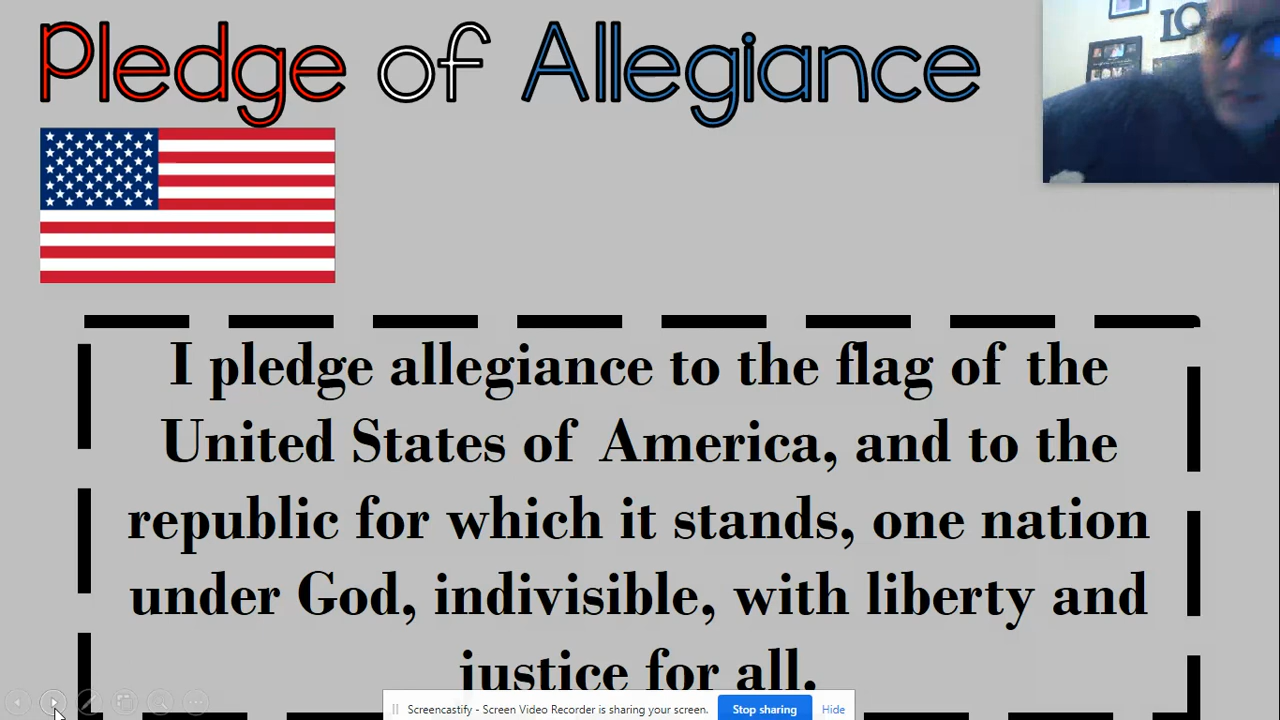 Pledge of Allegiance
I pledge allegiance to the flag of the
United States of America, and to the
republic for which it stands, one nation
under God, indivisible, with liberty and
justice for all.
Screencastify - Screen Video Recorder is sharing your screen. Stop sharing Hide